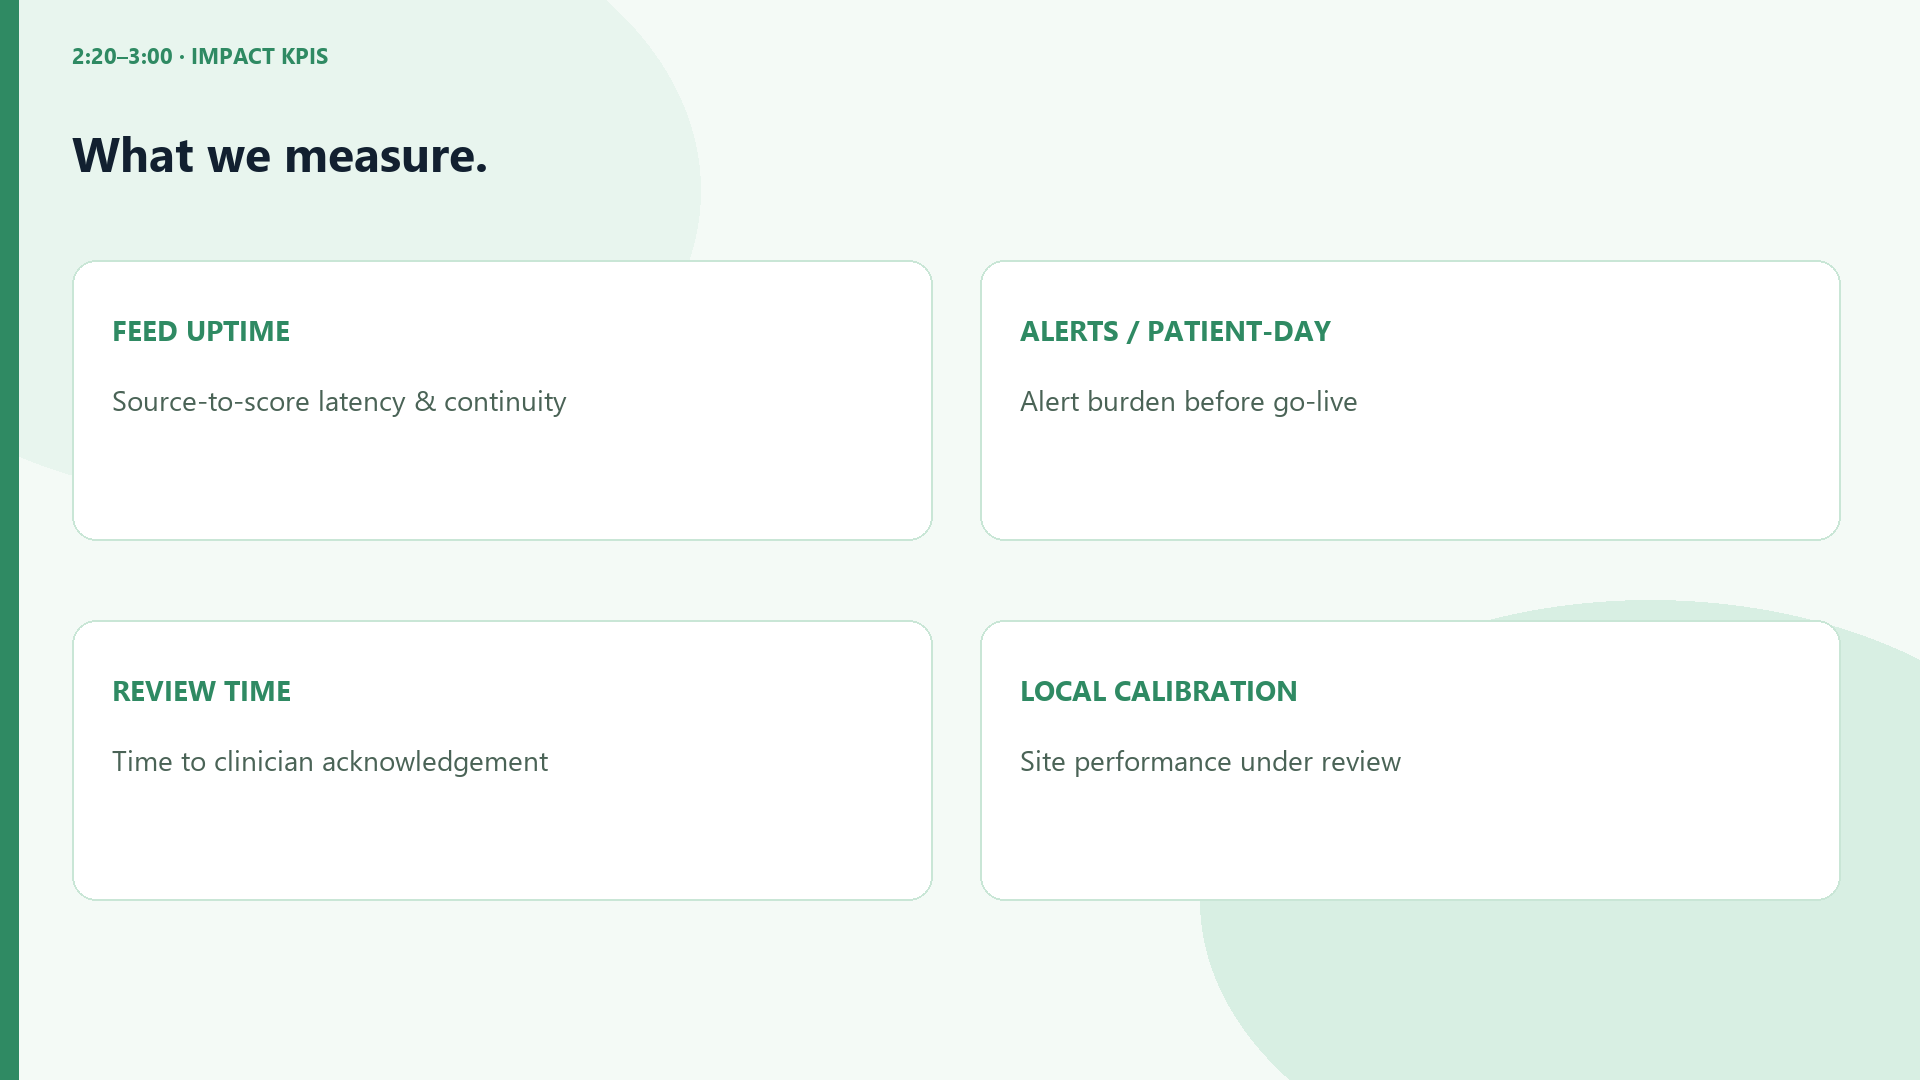 2:20–3:00 · IMPACT KPIS
What we measure.
FEED UPTIME
Source-to-score latency & continuity
ALERTS / PATIENT-DAY
Alert burden before go-live
REVIEW TIME
Time to clinician acknowledgement
LOCAL CALIBRATION
Site performance under review